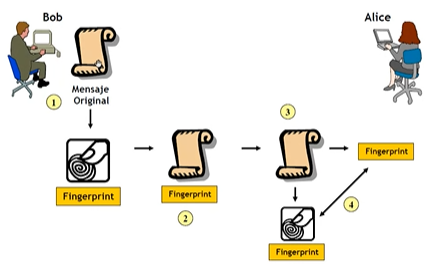 Bob
Alice
1
Mensaje
Original
3
Fingerprint
Fingerprint
Fingerprint
2
4
Fingerprint